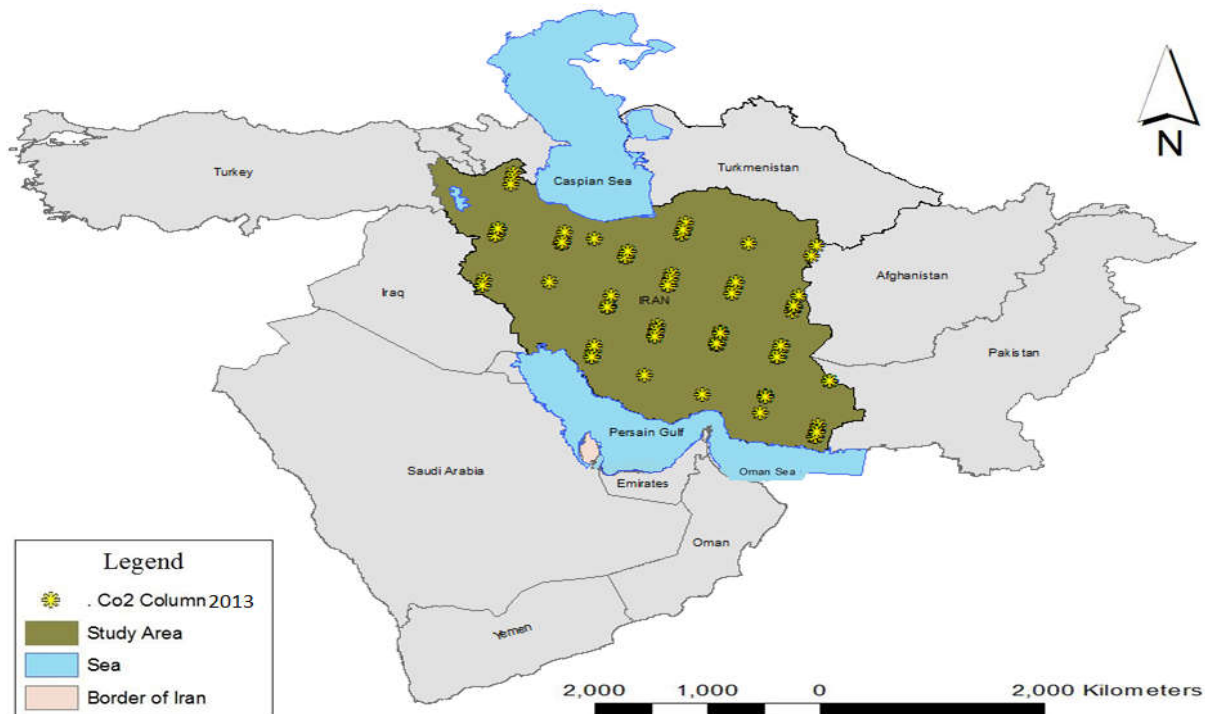 N
Turkey
Caspian Sea
Turkmenistan
Iraq
IRAN
Afghanistan
Pakistan
Persain Gulf
Saudi Arabia
Emirates
Oman Sea
Oman
Yemen
Legend
. Co2 Column 2013
Study Area
Sea
Border of Iran
2,000 1,000 0 2,000 Kilometers